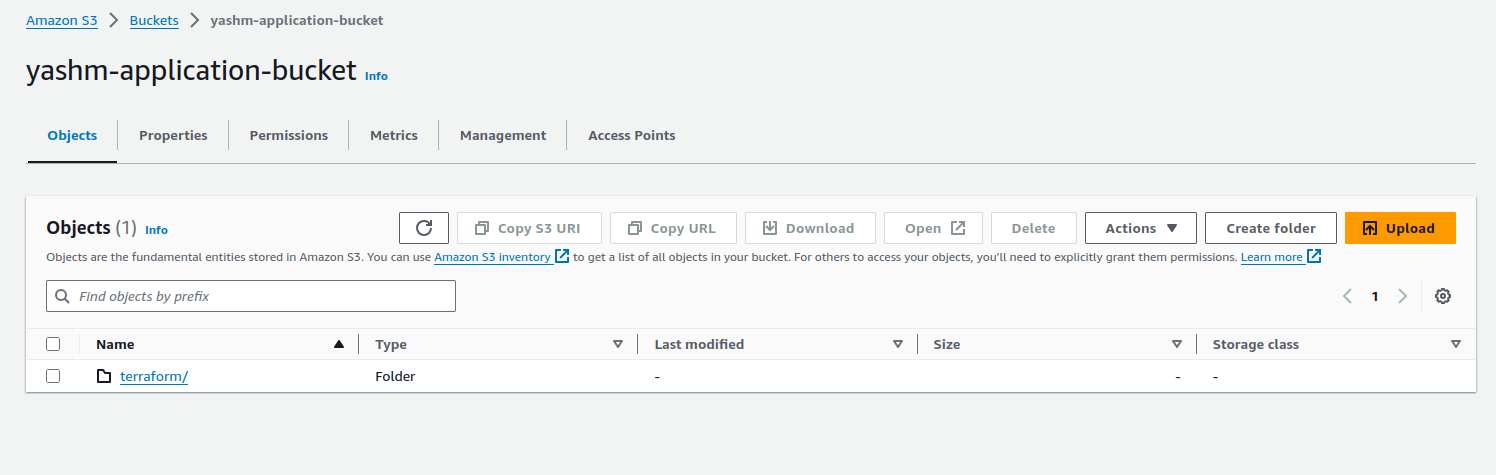 Amazon S3 > Buckets > yashm-application-bucket
yashm-application-bucket Info
Objects Properties Permissions Metrics Management Access Points
Objects (1) Info Copy S3 URI Copy URL Download Open Delete Actions Create folder Upload
Objects are the fundamental entities stored in Amazon S3. You can use Amazon S3 inventory to get a list of all objects in your bucket. For others to access your objects, you’ll need to explicitly grant them permissions. Learn more
Find objects by prefix 1
Name Type Last modified Size Storage class
terraform/ Folder - - -